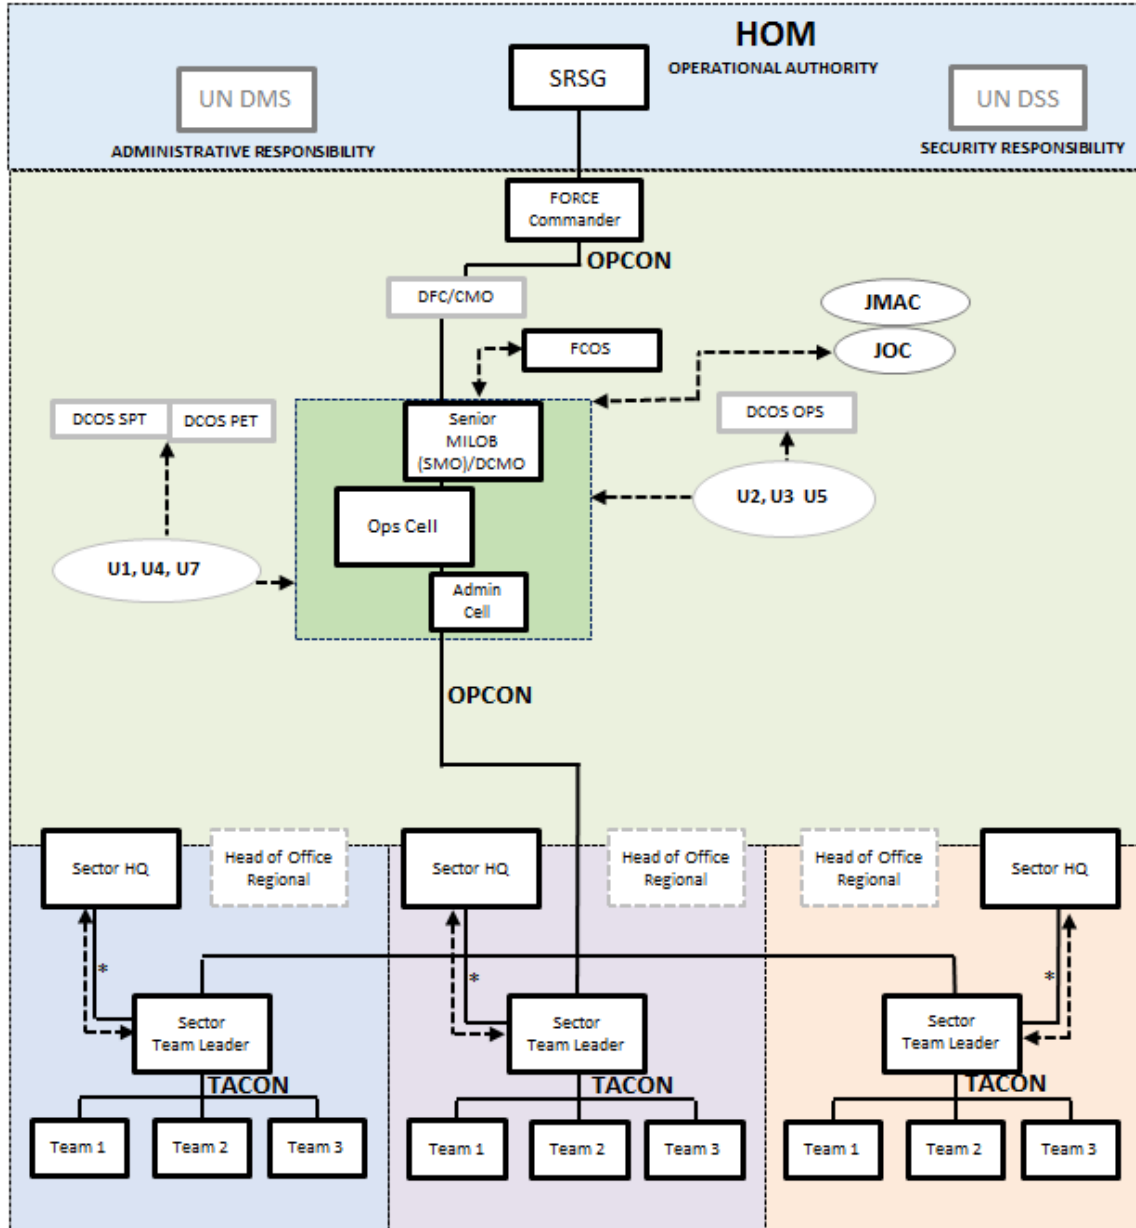 HOM
OPERATIONAL AUTHORITY
SRSG
UN DMS
UN DSS
ADMINISTRATIVE RESPONSIBILITY
SECURITY RESPONSIBILITY
FORCE
Commander
OPCON
DFC/CMO
JMAC
FCOS
JOC
DCOS SPT
DCOS PET
Senior
MILOB
(SMO)/DCMO
DCOS OPS
U2, U3 U5
Ops Cell
U1, U4, U7
Admin
Cell
OPCON
Sector HQ
Head of Office
Regional
Sector HQ
Head of Office
Regional
Head of Office
Regional
Sector HQ
*
*
*
Sector
Team Leader
Sector
Team Leader
Sector
Team Leader
TACON
TACON
TACON
Team 1
Team 2
Team 3
Team 1
Team 2
Team 3
Team 1
Team 2
Team 3